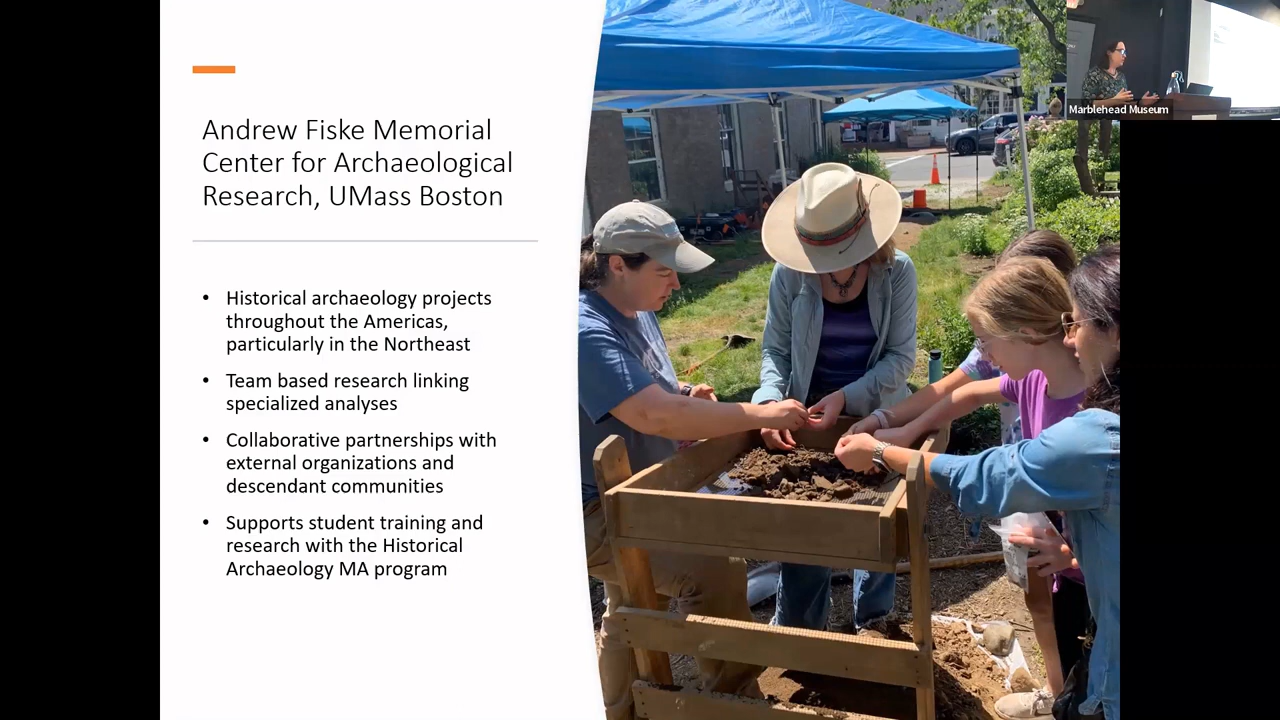 Andrew Fiske Memorial
Center for Archaeological
Research, UMass Boston
• Historical archaeology projects
throughout the Americas,
particularly in the Northeast
• Team based research linking
specialized analyses
• Collaborative partnerships with
external organizations and
descendant communities
• Supports student training and
research with the Historical
Archaeology MA program
Marblehead Museum